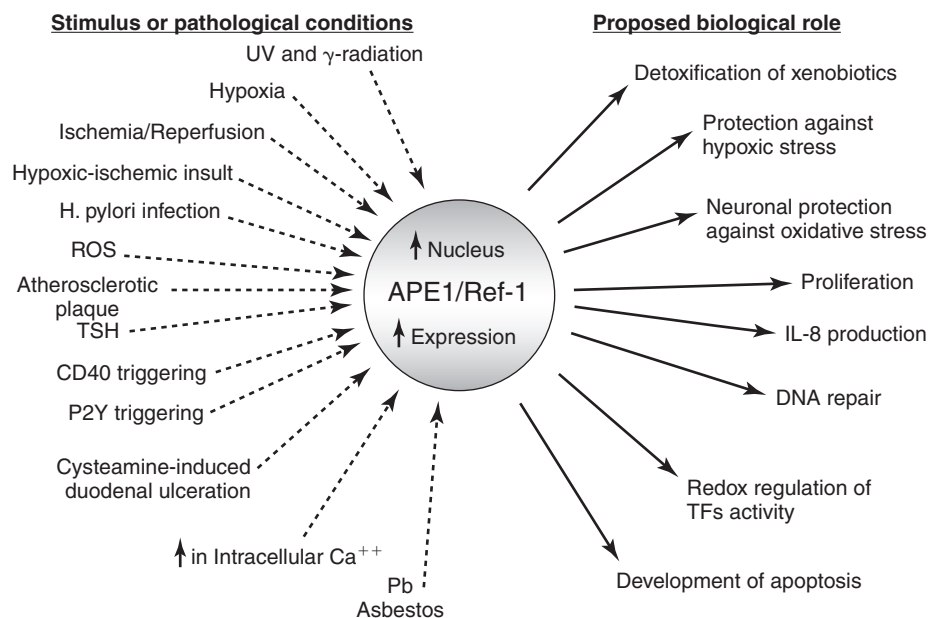 Stimulus or pathological conditions
UV and γ-radiation
Hypoxia
Ischemia/Reperfusion
Hypoxic-ischemic insult
H. pylori infection
ROS
Atherosclerotic
plaque
TSH
CD40 triggering
P2Y triggering
Cysteamine-induced
duodenal ulceration
in Intracellular Ca++
Pb
Asbestos
Nucleus
APE1/Ref-1
Expression
Proposed biological role
Detoxification of xenobiotics
Protection against
hypoxic stress
Neuronal protection
against oxidative stress
Proliferation
IL-8 production
DNA repair
Redox regulation of
TFs activity
Development of apoptosis